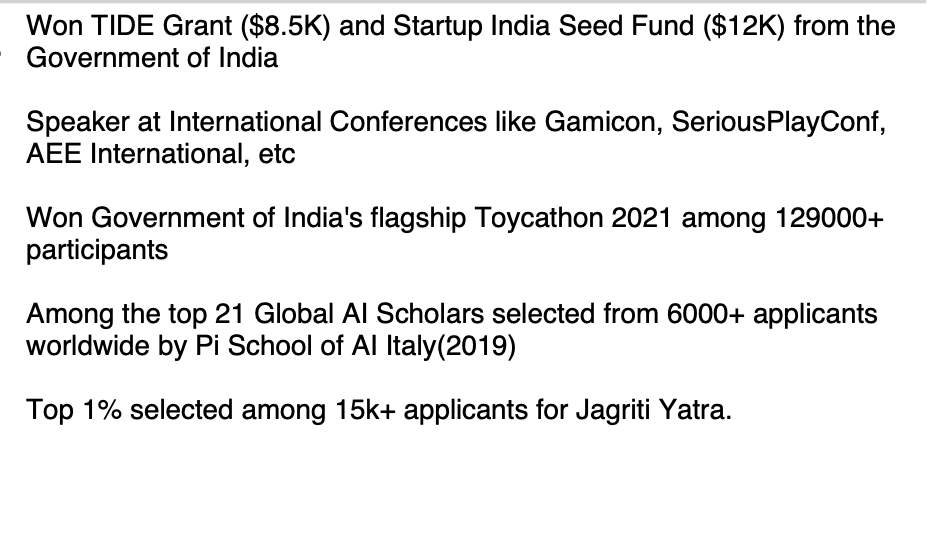 Won TIDE Grant ($8.5K) and Startup India Seed Fund ($12K) from the
Government of India
Speaker at International Conferences like Gamicon, SeriousPlayConf,
AEE International, etc
Won Government of India's flagship Toycathon 2021 among 129000+
participants
Among the top 21 Global AI Scholars selected from 6000+ applicants
worldwide by Pi School of AI Italy(2019)
Top 1% selected among 15k+ applicants for Jagriti Yatra.